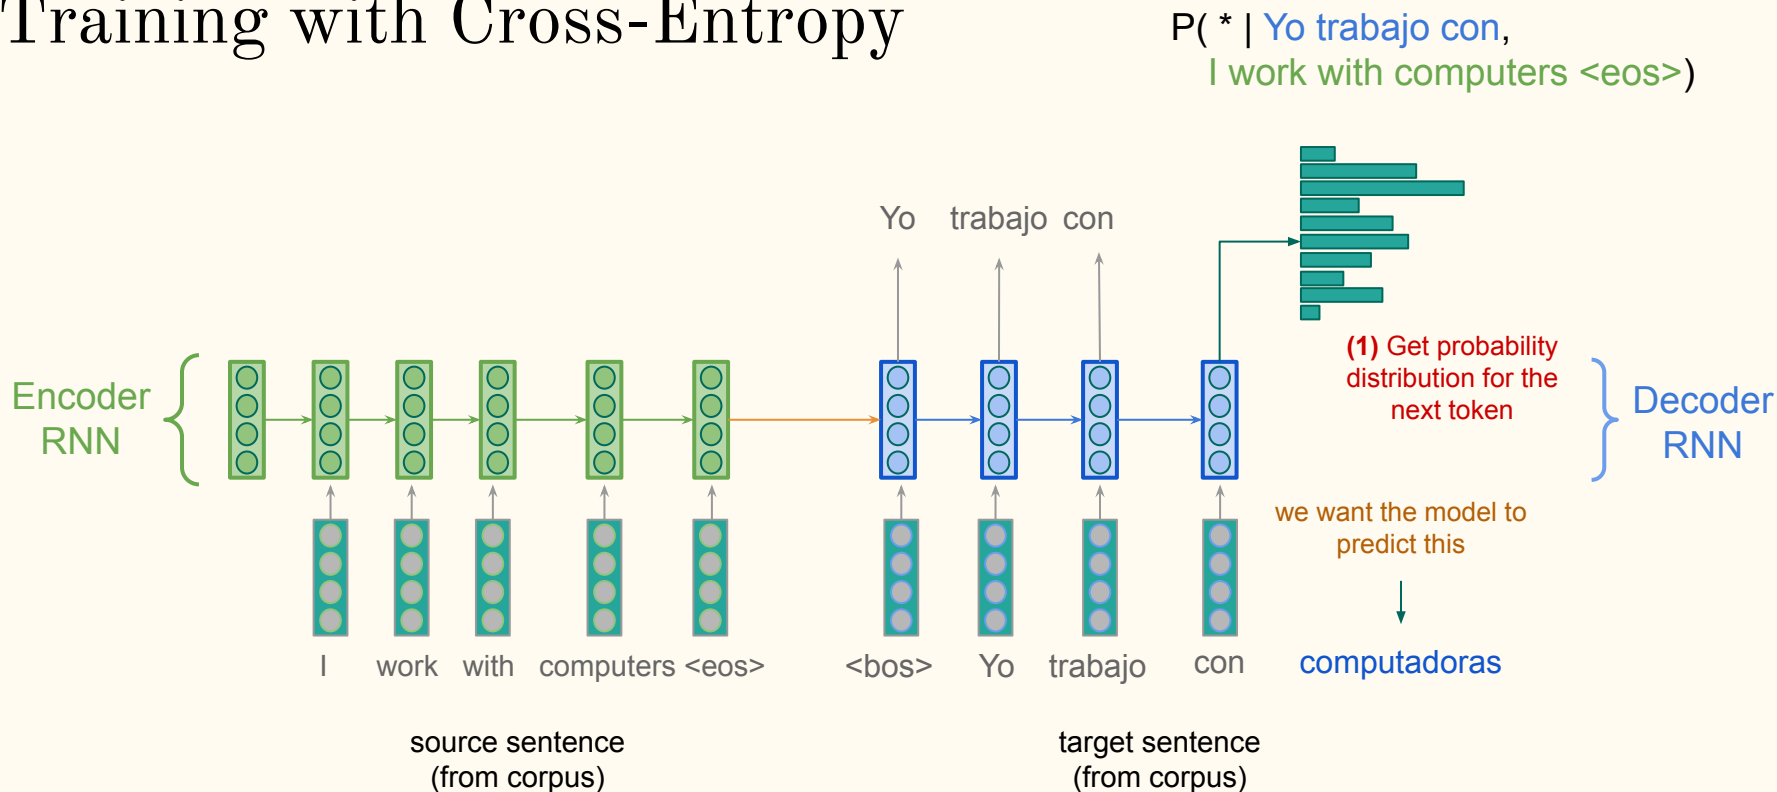 Training with Cross-Entropy
P( * | Yo trabajo con,
I work with computers <eos>)
Yo trabajo con
(1) Get probability
distribution for the
next token
Encoder
RNN
Decoder
RNN
we want the model to
predict this
I work with computers <eos> <bos> Yo trabajo con computadoras
source sentence
(from corpus)
target sentence
(from corpus)